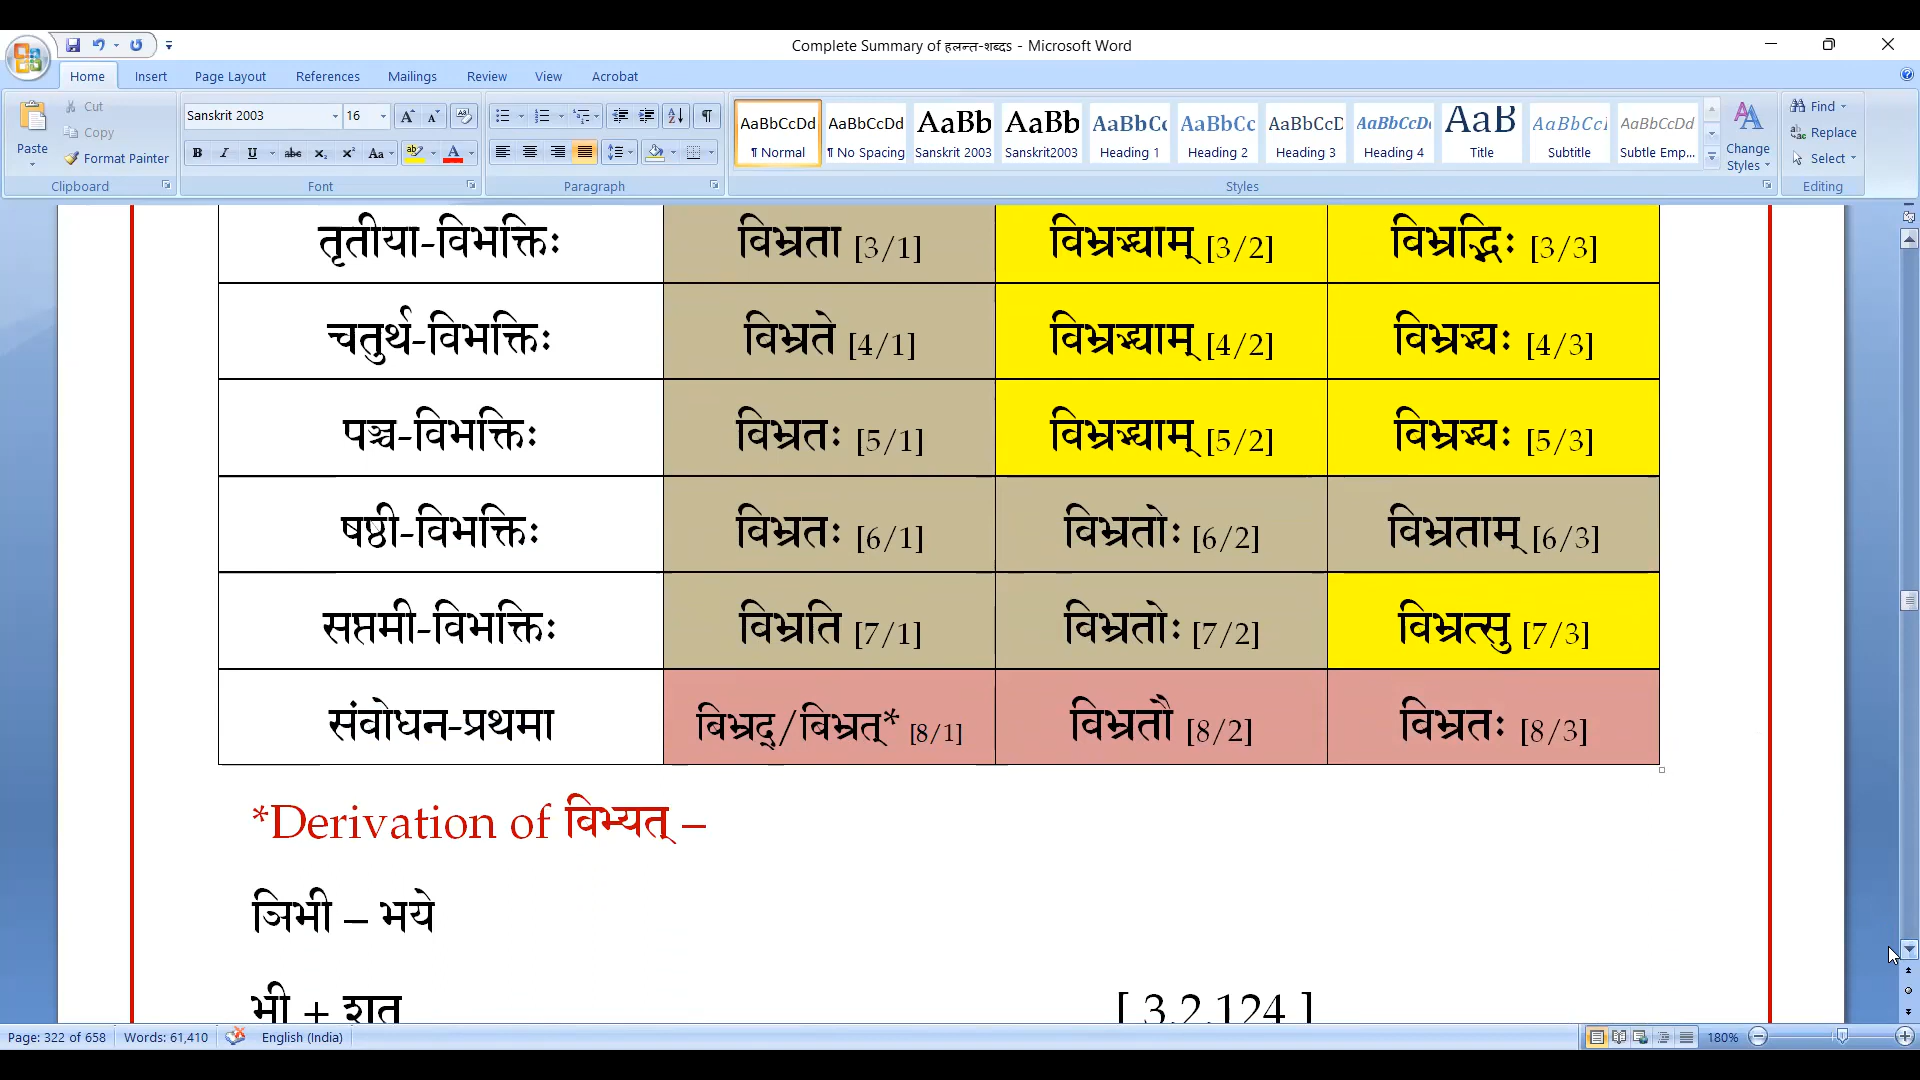 Complete Summary of हलन्त-शब्दs - Microsoft Word
Home Insert Page Layout References Mailings Review View Acrobat
Paste
Cut
Copy
Format Painter
Clipboard
Sanskrit 2003 16
Font
Paragraph
AaBbCcDd AaBbCcDd AaBb AaBb AaBbCc AaBbCc AaBbCcD AaBbCcDd AaB AaBbCcI AaBbCcDd
¶ Normal ¶ No Spacing Sanskrit 2003 Sanskrit2003 Heading 1 Heading 2 Heading 3 Heading 4 Title Subtitle Subtle Emp...
Styles
Change Styles
Find
Replace
Select
Editing
तृतीया-विभक्तिः विभ्रता [3/1] विभ्रद्भ्याम् [3/2] विभ्रद्भिः [3/3]
चतुर्थ-विभक्तिः विभ्रते [4/1] विभ्रद्भ्याम् [4/2] विभ्रद्भ्यः [4/3]
पञ्च-विभक्तिः विभ्रतः [5/1] विभ्रद्भ्याम् [5/2] विभ्रद्भ्यः [5/3]
षष्ठी-विभक्तिः विभ्रतः [6/1] विभ्रतोः [6/2] विभ्रताम् [6/3]
सप्तमी-विभक्तिः विभ्रति [7/1] विभ्रतोः [7/2] विभ्रत्सु [7/3]
संवोधन-प्रथमा बिभ्रद्/बिभ्रत्* [8/1] विभ्रतौ [8/2] विभ्रतः [8/3]
*Derivation of विभ्यत् –
ञिभी – भये
भी + शतृ [ 3.2.124 ]
Page: 322 of 658 Words: 61,410 English (India) 180%